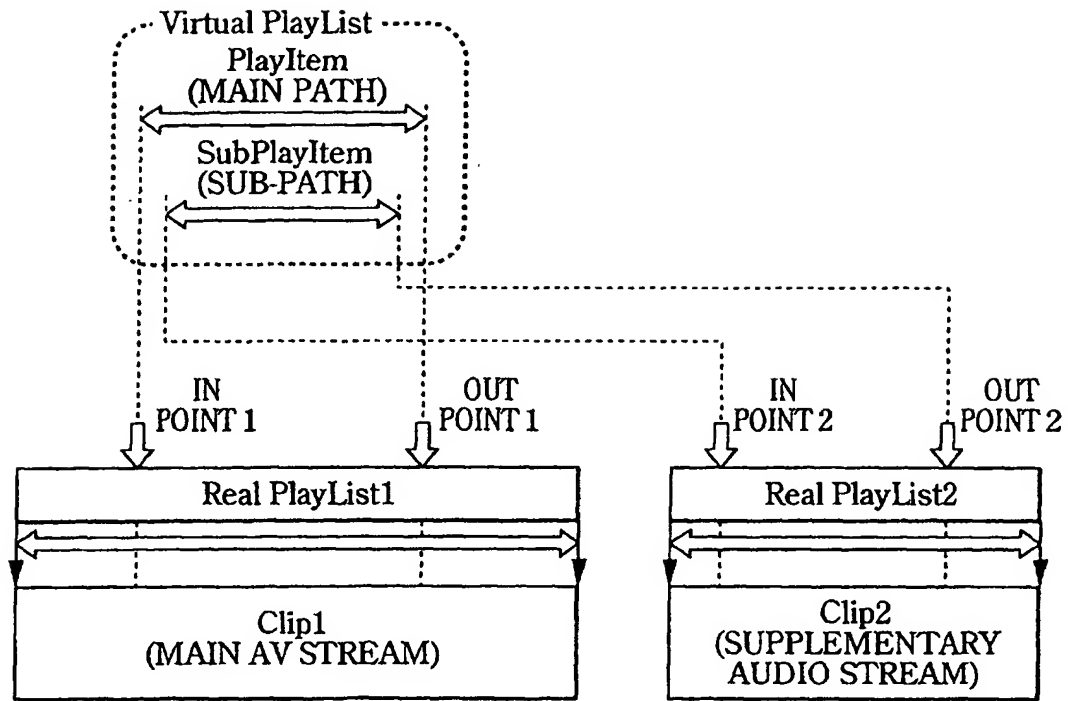 Virtual PlayList
PlayItem
(MAIN PATH)
SubPlayItem
(SUB-PATH)
IN
POINT 1
OUT
POINT 1
IN
POINT 2
OUT
POINT 2
Real PlayList1
Real PlayList2
Clip1
(MAIN AV STREAM)
Clip2
(SUPPLEMENTARY
AUDIO STREAM)